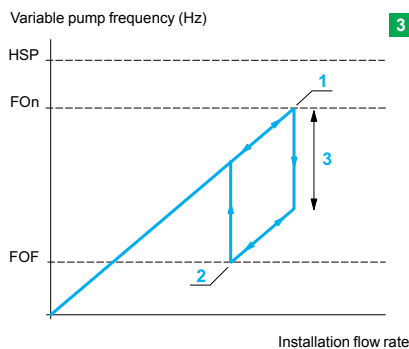 Variable pump frequency (Hz)
3
HSP
1
FOn
3
FOF
2
Installation flow rate